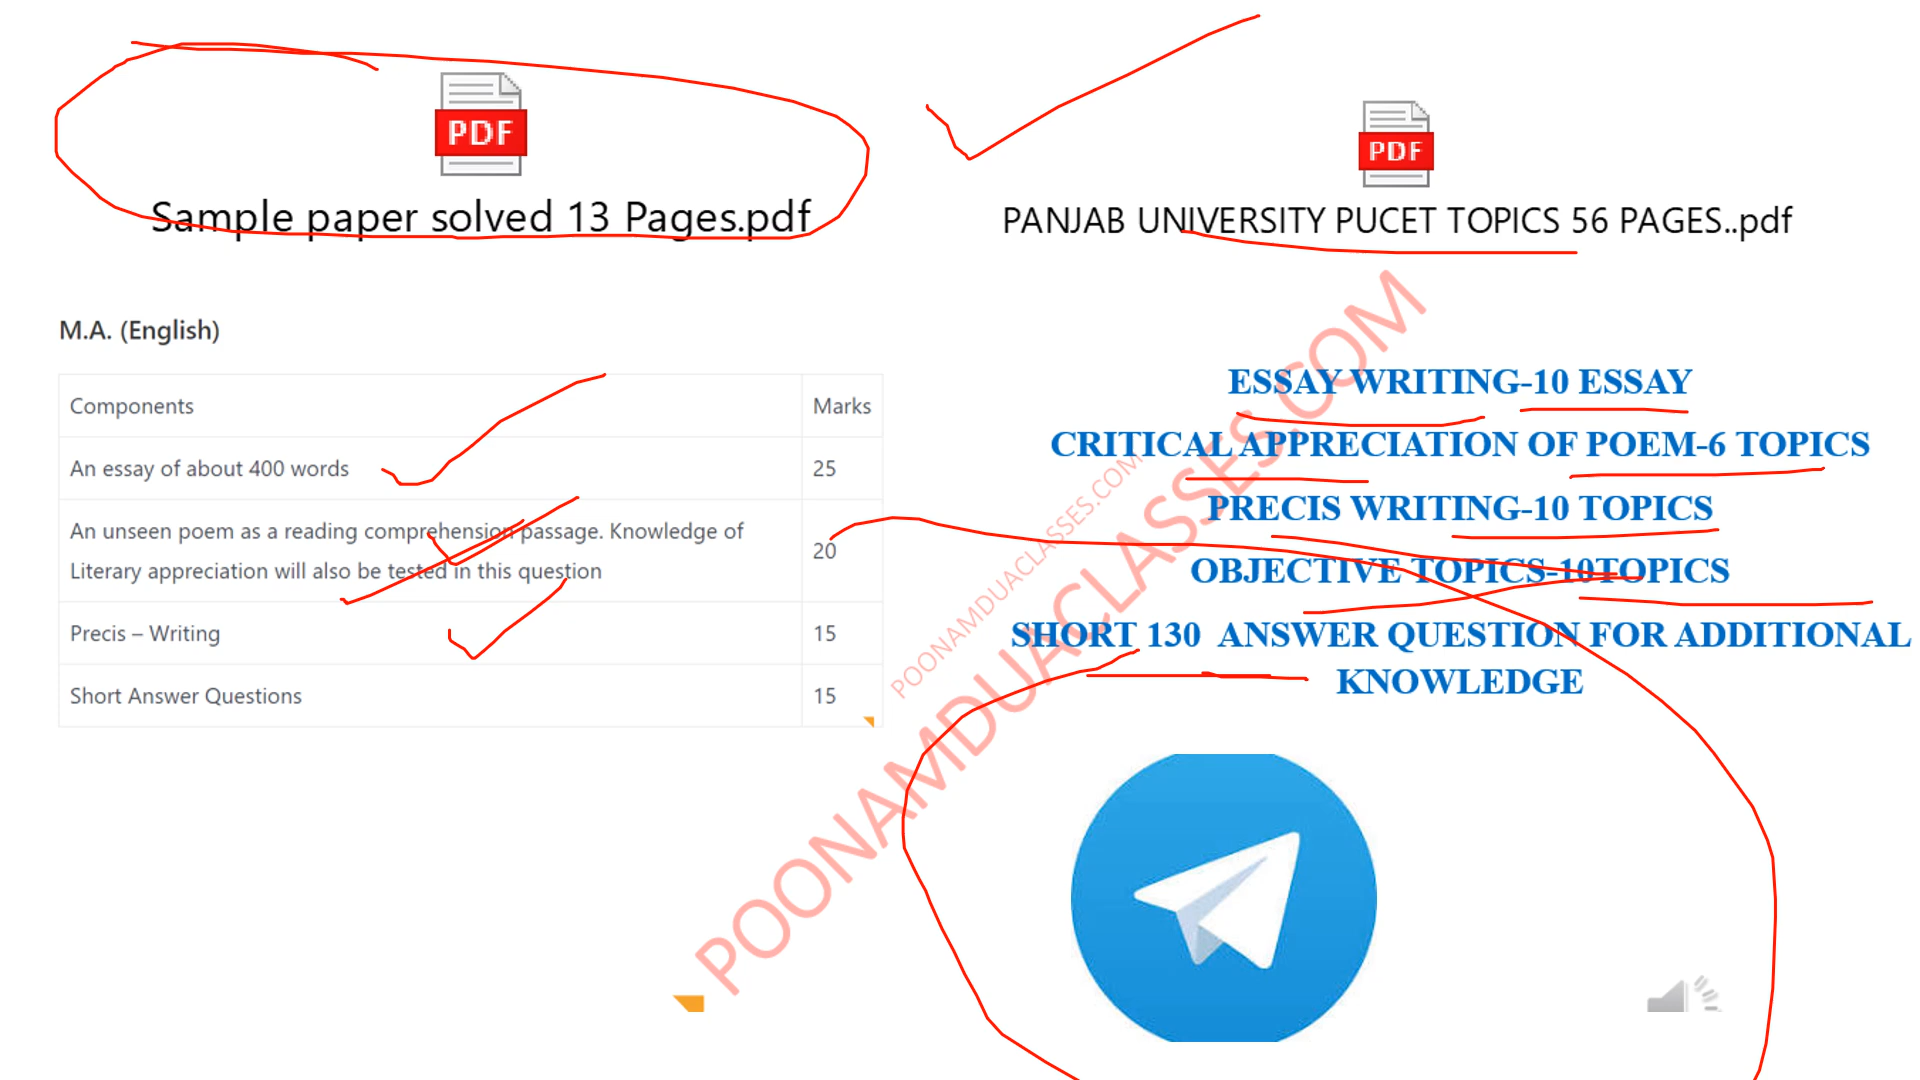 PDF
Sample paper solved 13 Pages.pdf
PDF
PANJAB UNIVERSITY PUCET TOPICS 56 PAGES..pdf
M.A. (English)
Components Marks
An essay of about 400 words 25
An unseen poem as a reading comprehension passage. Knowledge of
Literary appreciation will also be tested in this question 20
Precis – Writing 15
Short Answer Questions 15
ESSAY WRITING-10 ESSAY
CRITICAL APPRECIATION OF POEM-6 TOPICS
PRECIS WRITING-10 TOPICS
OBJECTIVE TOPICS-10TOPICS
SHORT 130 ANSWER QUESTION FOR ADDITIONAL
KNOWLEDGE
POONAMDUACLASSES.COM
POONAMDUACLASSES.COM